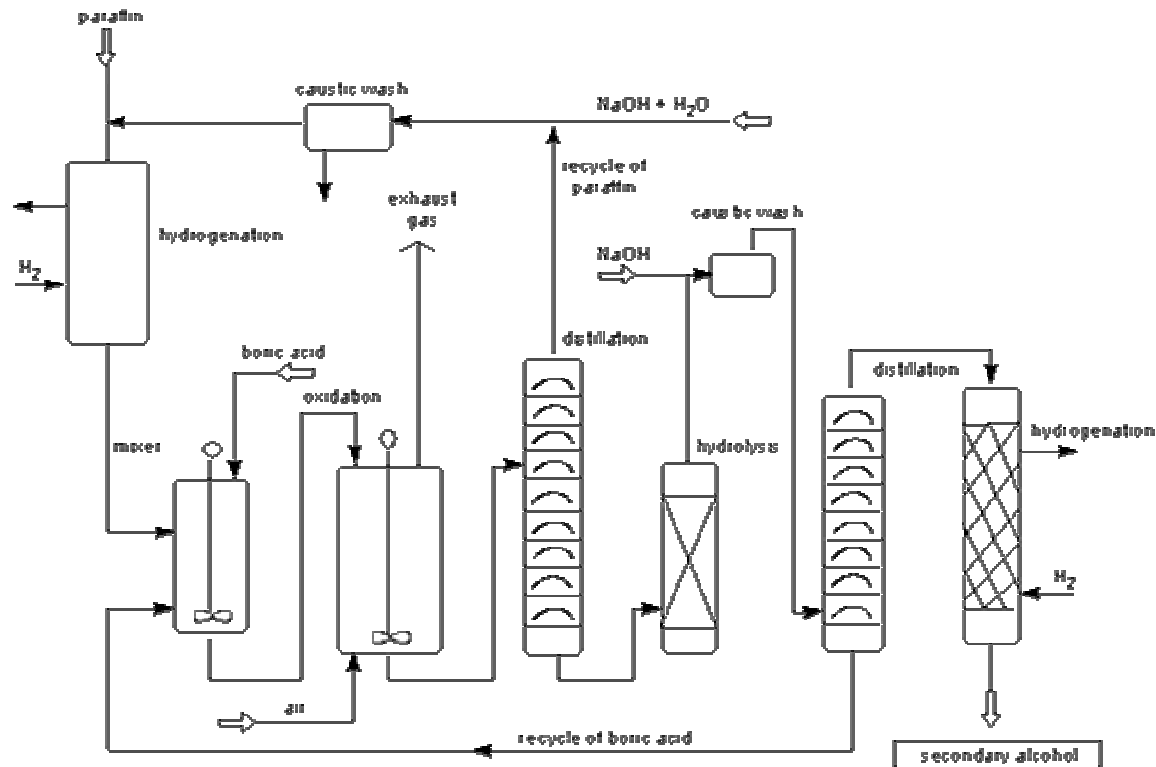 paraffin
caustic wash
NaOH + H2O
recycle of
paraffin
exhaust
gas
caustic wash
hydrogenation
NaOH
H2
distillation
boric acid
distillation
oxidation
hydrogenation
mixer
hydrolysis
H2
air
recycle of boric acid
secondary alcohol